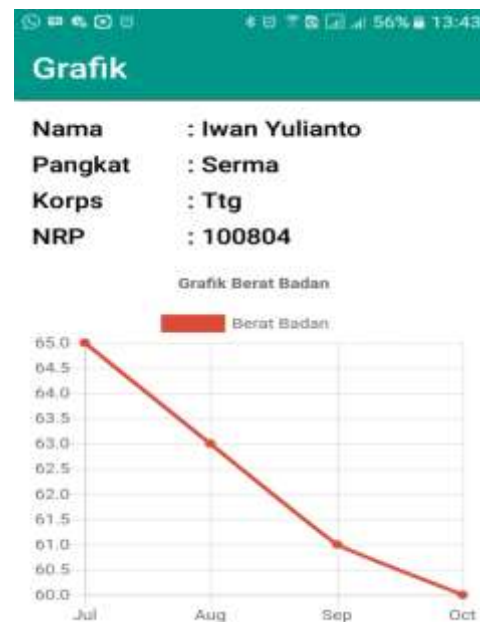 56% 13:43
Grafik
Nama : Iwan Yulianto
Pangkat : Serma
Korps : Ttg
NRP : 100804
Grafik Berat Badan
Berat Badan
65.0
64.5
64.0
63.5
63.0
62.5
62.0
61.5
61.0
60.5
60.0
Jul Aug Sep Oct